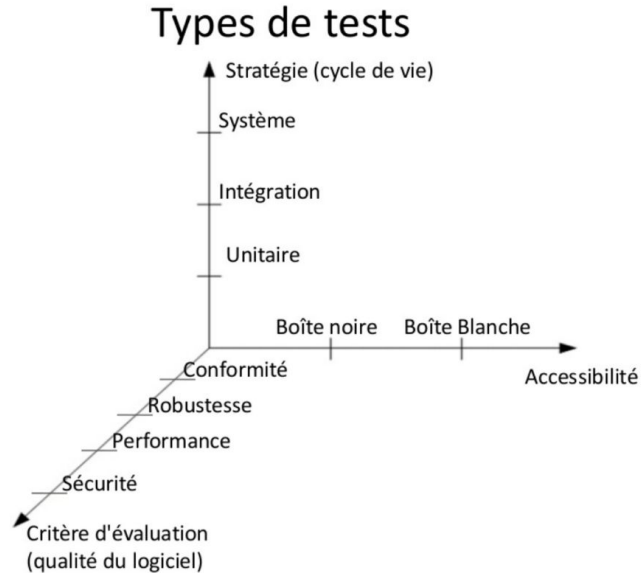 Types de tests
Stratégie (cycle de vie)
Système
Intégration
Unitaire
Boîte noire
Boîte Blanche
Accessibilité
Conformité
Robustesse
Performance
Sécurité
Critère d'évaluation
(qualité du logiciel)